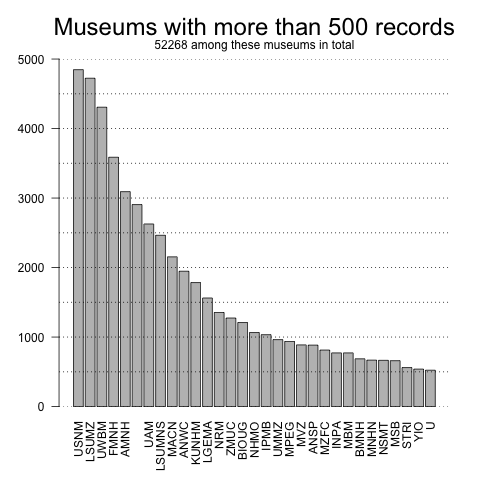 Museums with more than 500 records
52268 among these museums in total
5000
4000
3000
2000
1000
0
USNM
LSUMZ
UWBM
FMNH
AMNH
UAM
LSUMNS
MACN
ANWC
KUNHM
LGEMA
NRM
ZMUC
BIOUG
NHMO
IPMB
UMMZ
MPEG
MVZ
ANSP
MZFC
INPA
MBM
BMNH
MNHN
NSMT
MSB
STRI
YIO
U